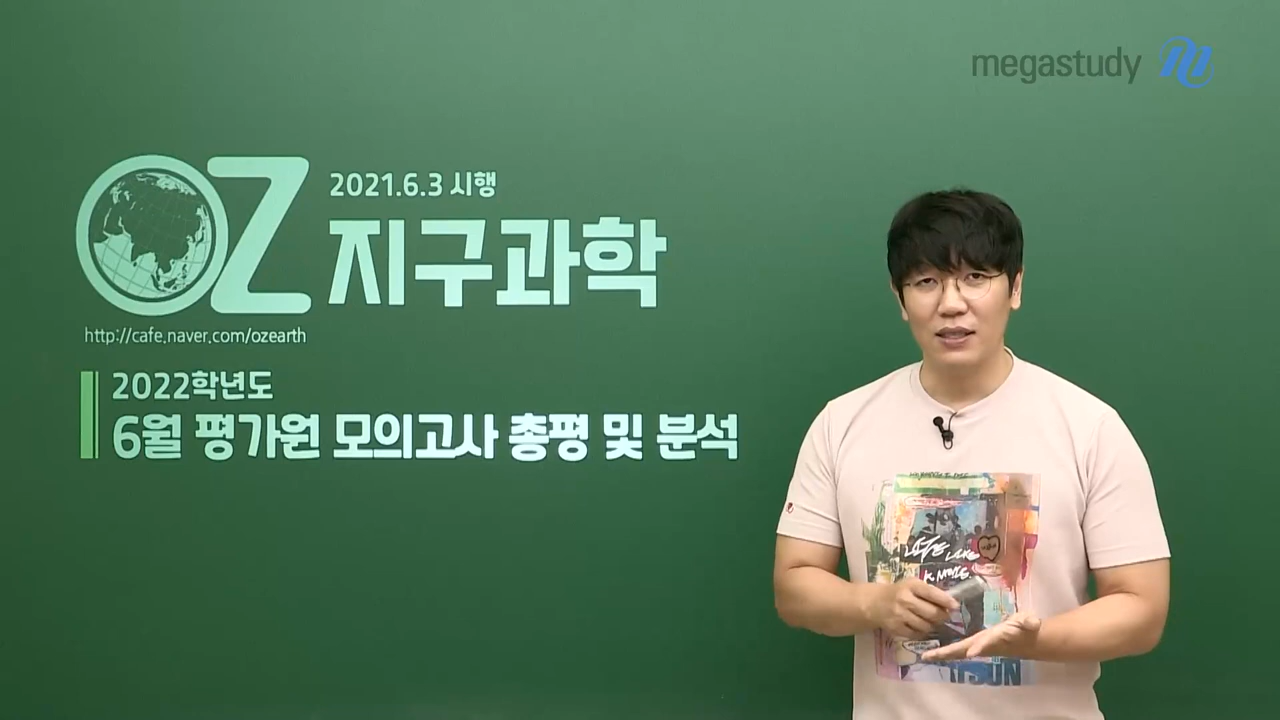 megastudy
OZ
2021.6.3 시행
지구과학
http://cafe.naver.com/ozearth
2022학년도
6월 평가원 모의고사 총평 및 분석